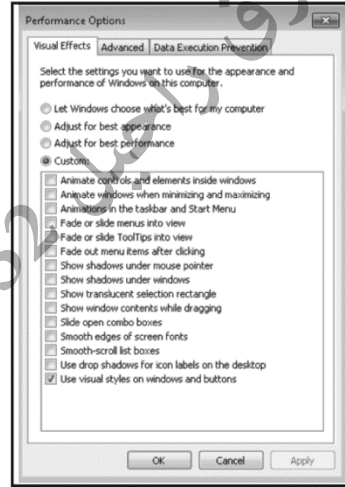 Performance Options
Visual Effects Advanced Data Execution Prevention
Select the settings you want to use for the appearance and
performance of Windows on this computer.
Let Windows choose what's best for my computer
Adjust for best appearance
Adjust for best performance
Custom:
Animate controls and elements inside windows
Animate windows when minimizing and maximizing
Animations in the taskbar and Start Menu
Fade or slide menus into view
Fade or slide ToolTips into view
Fade out menu items after clicking
Show shadows under mouse pointer
Show shadows under windows
Show translucent selection rectangle
Show window contents while dragging
Slide open combo boxes
Smooth edges of screen fonts
Smooth-scroll list boxes
Use drop shadows for icon labels on the desktop
Use visual styles on windows and buttons
OK Cancel Apply